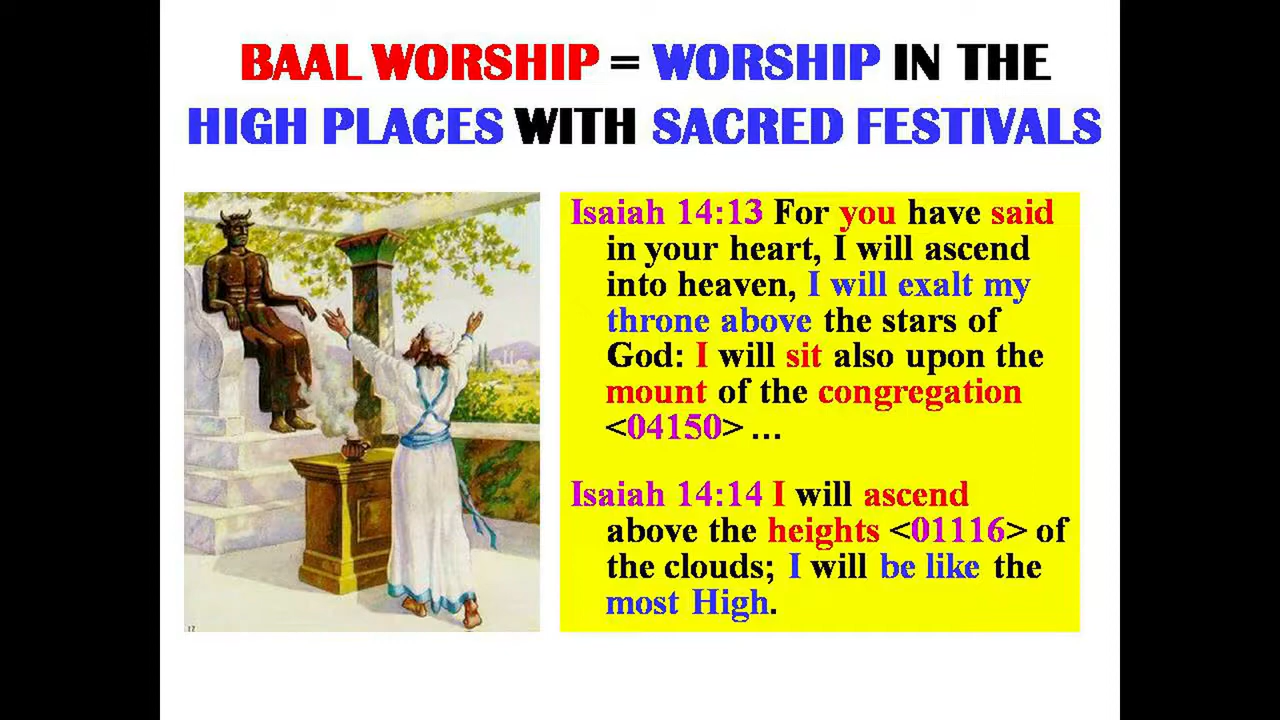 BAAL WORSHIP = WORSHIP IN THE
HIGH PLACES WITH SACRED FESTIVALS
Isaiah 14:13 For you have said
in your heart, I will ascend
into heaven, I will exalt my
throne above the stars of
God: I will sit also upon the
mount of the congregation
<04150> ...
Isaiah 14:14 I will ascend
above the heights <01116> of
the clouds; I will be like the
most High.
17